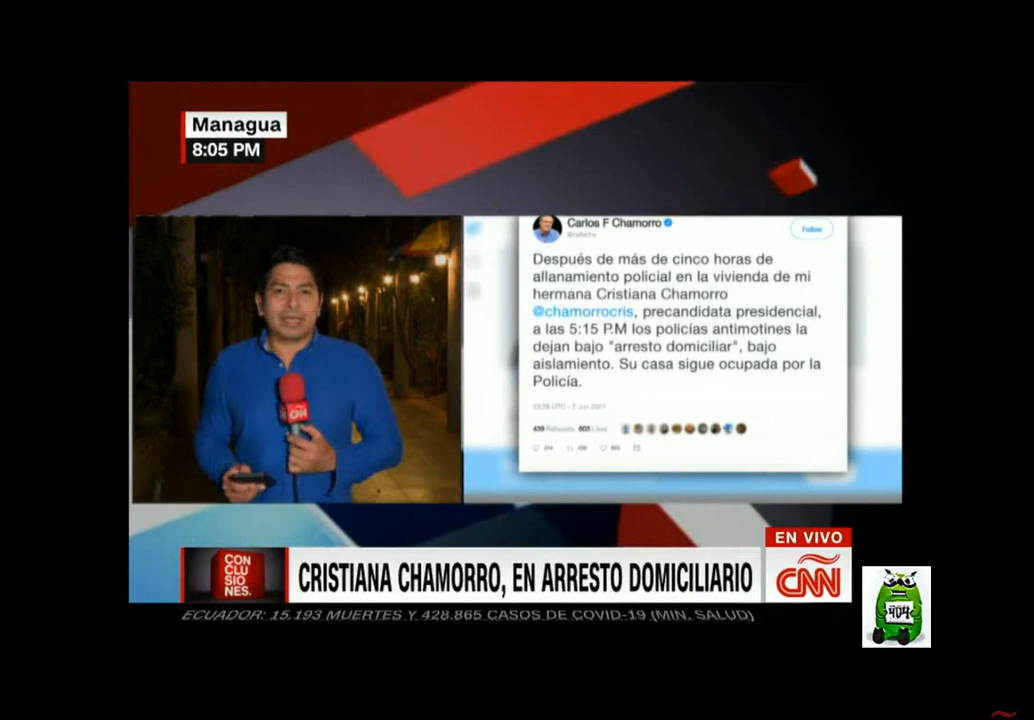 Managua
8:05 PM
Carlos F Chamorro
Follow
Después de más de cinco horas de
allanamiento policial en la vivienda de mi
hermana Cristiana Chamorro
@chamorrocris, precandidata presidencial,
a las 5:15 P.M los policías antimotines la
dejan bajo "arresto domiciliar", bajo
aislamiento. Su casa sigue ocupada por la
Policía.
CNN
EN VIVO
CON
CLU
SIO
NES.
CRISTIANA CHAMORRO, EN ARRESTO DOMICILIARIO
CNN
ECUADOR: 15.193 MUERTES Y 428.865 CASOS DE COVID-19 (MIN. SALUD)
404